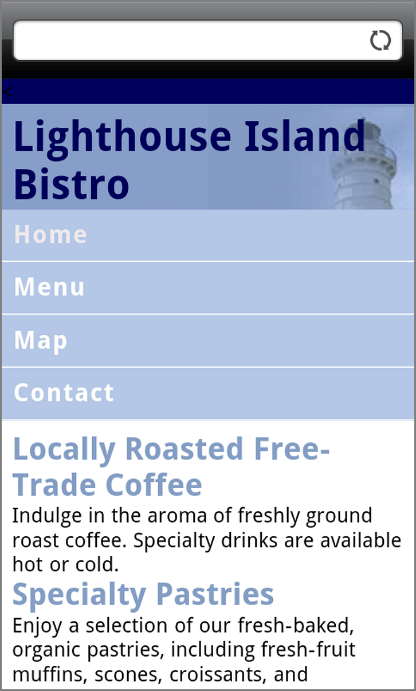 <
Lighthouse Island
Bistro
Home
Menu
Map
Contact
Locally Roasted Free-
Trade Coffee
Indulge in the aroma of freshly ground
roast coffee. Specialty drinks are available
hot or cold.
Specialty Pastries
Enjoy a selection of our fresh-baked,
organic pastries, including fresh-fruit
muffins, scones, croissants, and